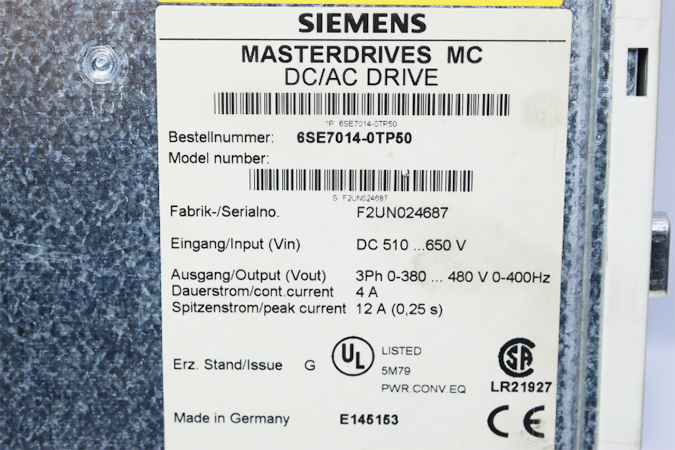 SIEMENS
MASTERDRIVES MC
DC/AC DRIVE
1P 6SE7014-0TP50
Bestellnummer: 6SE7014-0TP50
Model number:
S F2UN024687
Fabrik-/Serialno. F2UN024687
Eingang/Input (Vin) DC 510 ...650 V
Ausgang/Output (Vout) 3Ph 0-380 ... 480 V 0-400Hz
Dauerstrom/cont.current 4 A
Spitzenstrom/peak current 12 A (0,25 s)
Erz. Stand/Issue G
UL
LISTED
5M79
PWR.CONV.EQ
SA
LR21927
Made in Germany E145153
CE